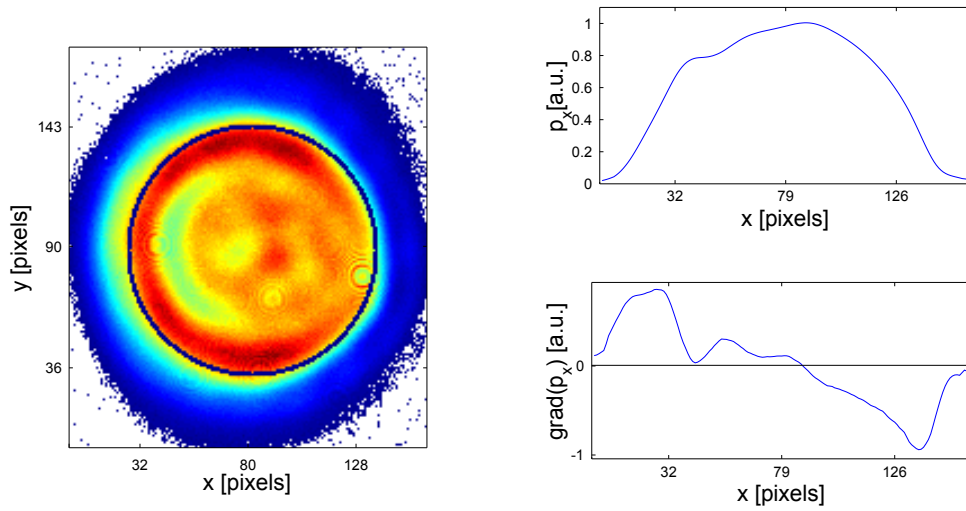 143
90
36
y [pixels]
32 80 128
x [pixels]
1
0.8
0.6
0.4
0.2
0
p_x[a.u.]
32 79 126
x [pixels]
0
-1
grad(p_x) [a.u.]
32 79 126
x [pixels]